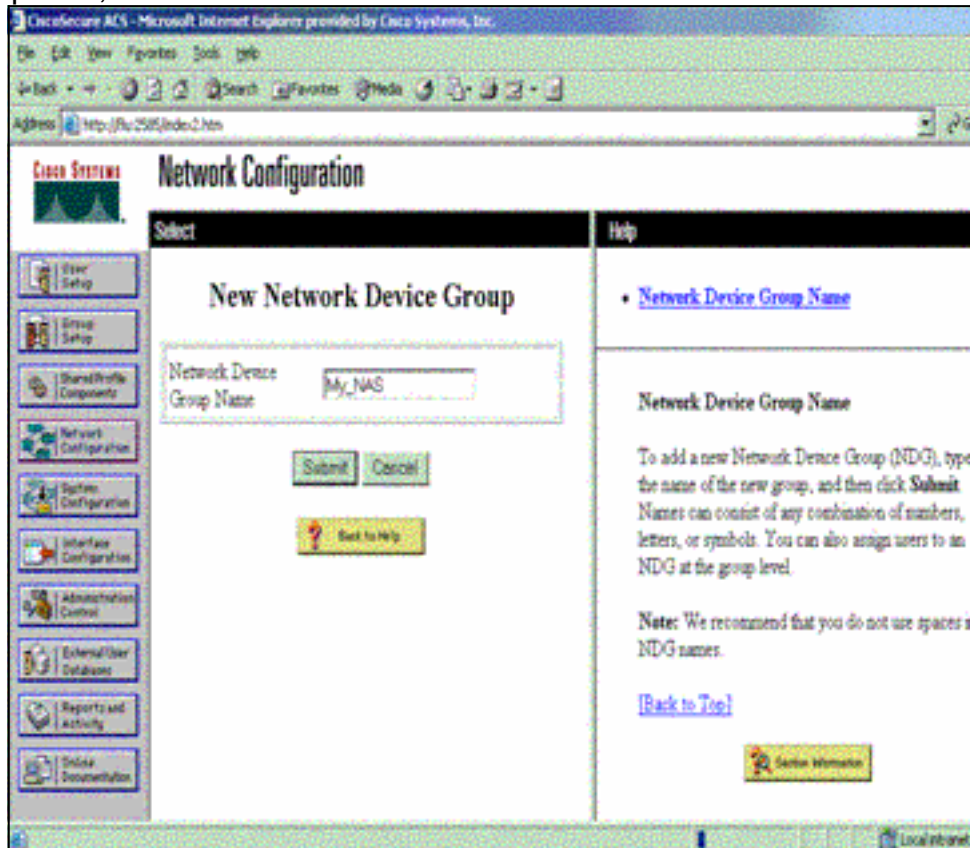 CiscoSecure ACS - Microsoft Internet Explorer provided by Cisco Systems, Inc.
File Edit View Favorites Tools Help
Back Search Favorites Media
Address
CISCO SYSTEMS
Network Configuration
Select
Help
User Setup
Group Setup
Shared Profile Components
Network Configuration
System Configuration
Interface Configuration
Administration Control
External User Databases
Reports and Activity
Online Documentation
New Network Device Group
Network Device
Group Name
My_NAS
Submit Cancel
Back to Help
• Network Device Group Name
Network Device Group Name
To add a new Network Device Group (NDG), type
the name of the new group, and then click Submit
Names can consist of any combination of numbers,
letters, or symbols. You can also assign users to an
NDG at the group level.
Note: We recommend that you do not use spaces i
NDG names.
[Back to Top]
Section Information
Local intranet